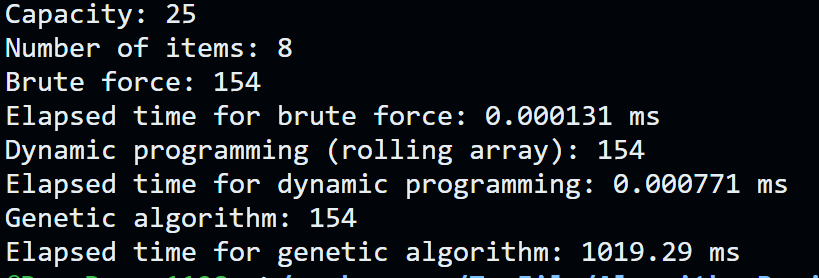 Capacity: 25
Number of items: 8
Brute force: 154
Elapsed time for brute force: 0.000131 ms
Dynamic programming (rolling array): 154
Elapsed time for dynamic programming: 0.000771 ms
Genetic algorithm: 154
Elapsed time for genetic algorithm: 1019.29 ms